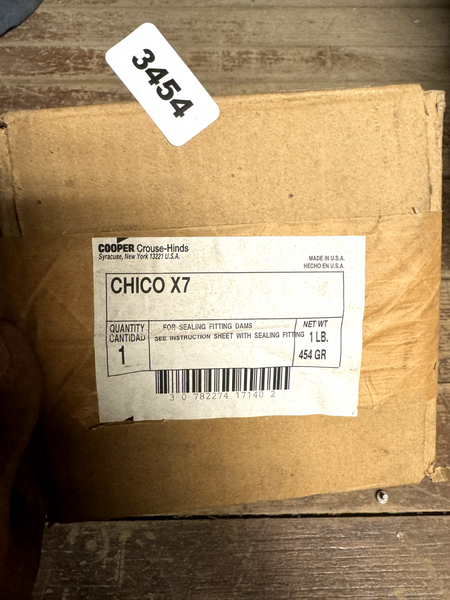 3454
COOPER Crouse-Hinds
Syracuse, New York 13221 U.S.A.
MADE IN U.S.A.
HECHO EN U.S.A.
CHICO X7
QUANTITY
CANTIDAD
1
FOR SEALING FITTING DAMS
SEE INSTRUCTION SHEET WITH SEALING FITTING
NET WT
1 LB.
454 GR
3 0 782274 17140 2